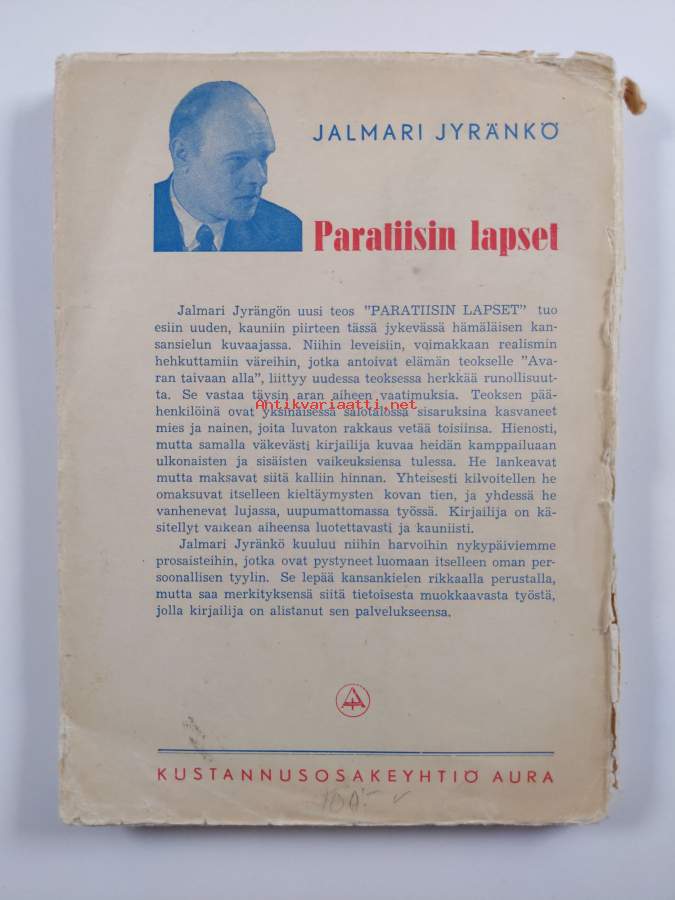 JALMARI JYRÄNKÖ
Paratiisin lapset
Jalmari Jyrängön uusi teos "PARATIISIN LAPSET" tuo
esiin uuden, kauniin piirteen tässä jykevässä hämäläisen kan-
sansielun kuvaajassa. Niihin leveisiin, voimakkaan realismin
hehkuttamiin väreihin, jotka antoivat elämän teokselle "Ava-
ran taivaan alla", liittyy uudessa teoksessa herkkää runollisuut-
ta. Se vastaa täysin aran aiheen vaatimuksia. Teoksen pää-
Antikvariaatti.net
henkilöinä ovat yksinäisessä salotalossa sisaruksina kasvaneet
mies ja nainen, joita luvaton rakkaus vetää toisiinsa. Hienosti,
mutta samalla väkevästi kirjailija kuvaa heidän kamppailuaan
ulkonaisten ja sisäisten vaikeuksiensa tulessa. He lankeavat
mutta maksavat siitä kalliin hinnan. Yhteisesti kilvoitellen he
omaksuvat itselleen kieltäymysten kovan tien, ja yhdessä he
vanhenevat lujassa, uupumattomassa työssä. Kirjailija on kä-
sitellyt vaikean aiheensa luotettavasti ja kauniisti.
Jalmari Jyränkö kuuluu niihin harvoihin nykypäiviemme
prosaisteihin, jotka ovat pystyneet luomaan itselleen oman per-
soonallisen tyylin. Se lepää kansankielen rikkaalla perustalla,
mutta saa merkityksensä siitä tietoisesta muokkaavasta työstä,
jolla kirjailija on alistanut sen palvelukseensa.
KUSTANNUSOSAKEYHTIÖ AURA